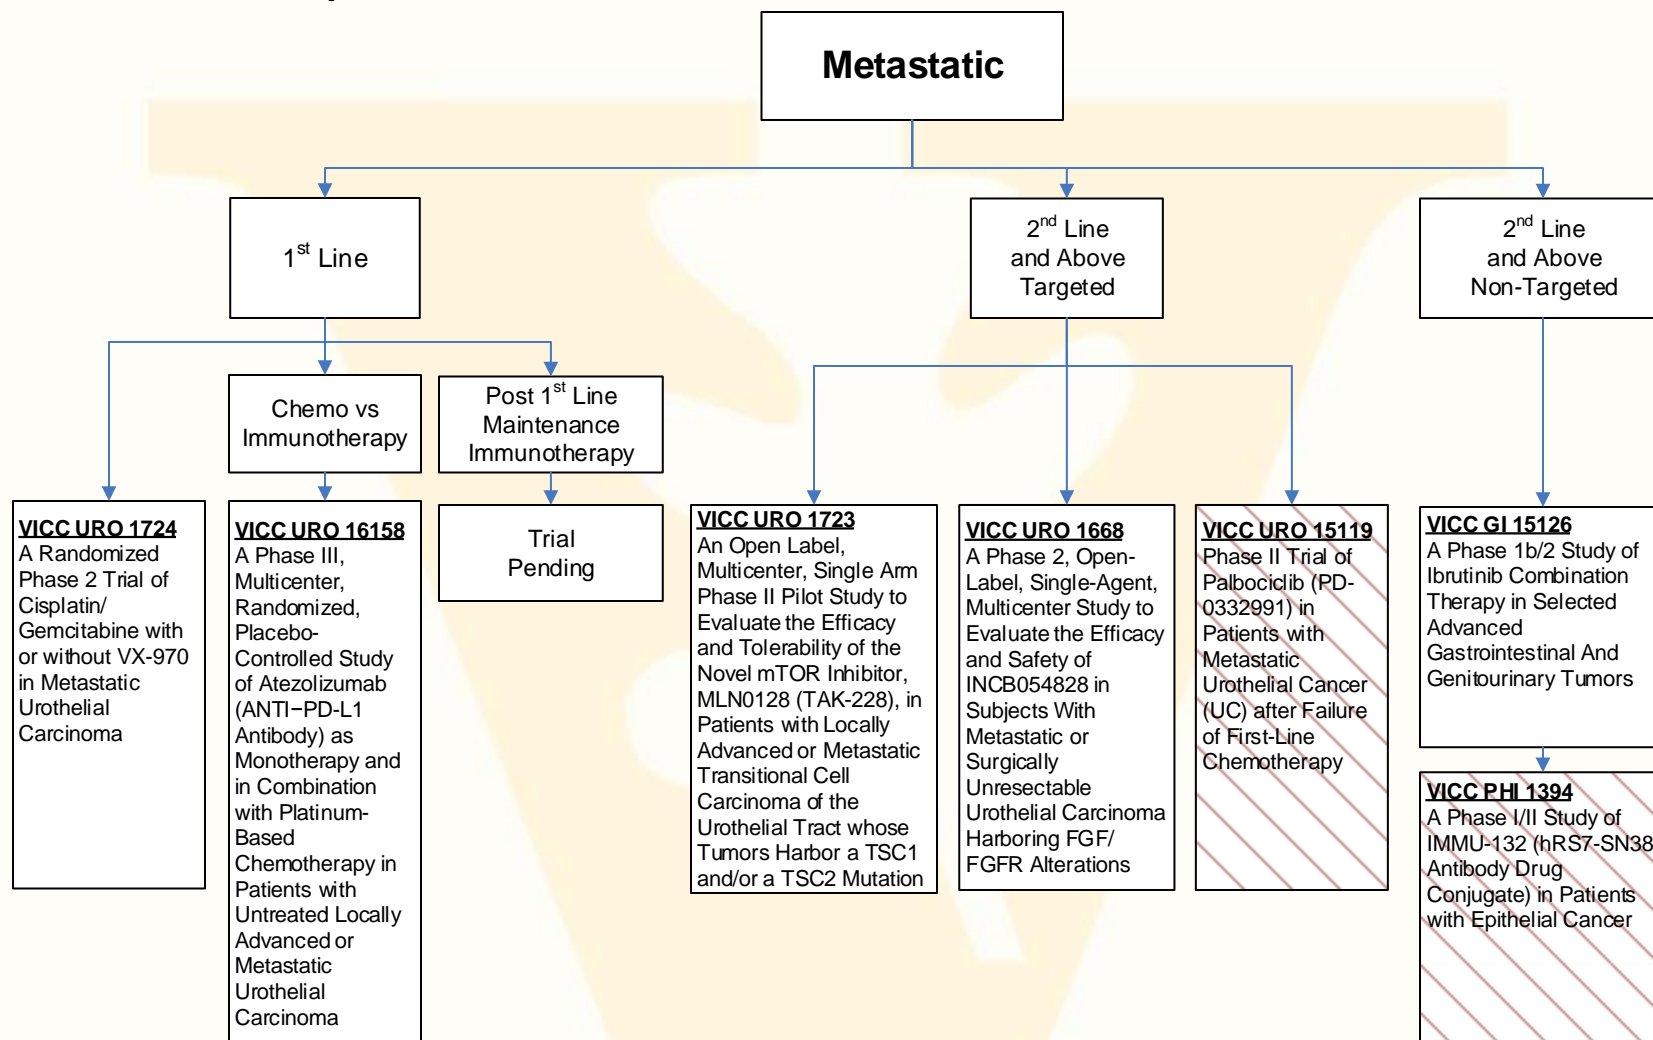 Metastatic
1st Line
2nd Line
and Above
Targeted
2nd Line
and Above
Non-Targeted
Chemo vs
Immunotherapy
Post 1st Line
Maintenance
Immunotherapy
VICC URO 1724
A Randomized
Phase 2 Trial of
Cisplatin/
Gemcitabine with
or without VX-970
in Metastatic
Urothelial
Carcinoma
VICC URO 16158
A Phase III,
Multicenter,
Randomized,
Placebo-
Controlled Study
of Atezolizumab
(ANTI−PD-L1
Antibody) as
Monotherapy and
in Combination
with Platinum-
Based
Chemotherapy in
Patients with
Untreated Locally
Advanced or
Metastatic
Urothelial
Carcinoma
Trial
Pending
VICC URO 1723
An Open Label,
Multicenter, Single Arm
Phase II Pilot Study to
Evaluate the Efficacy
and Tolerability of the
Novel mTOR Inhibitor,
MLN0128 (TAK-228), in
Patients with Locally
Advanced or Metastatic
Transitional Cell
Carcinoma of the
Urothelial Tract whose
Tumors Harbor a TSC1
and/or a TSC2 Mutation
VICC URO 1668
A Phase 2, Open-
Label, Single-Agent,
Multicenter Study to
Evaluate the Efficacy
and Safety of
INCB054828 in
Subjects With
Metastatic or
Surgically
Unresectable
Urothelial Carcinoma
Harboring FGF/
FGFR Alterations
VICC URO 15119
Phase II Trial of
Palbociclib (PD-
0332991) in
Patients with
Metastatic
Urothelial Cancer
(UC) after Failure
of First-Line
Chemotherapy
VICC GI 15126
A Phase 1b/2 Study of
Ibrutinib Combination
Therapy in Selected
Advanced
Gastrointestinal And
Genitourinary Tumors
VICC PHI 1394
A Phase I/II Study of
IMMU-132 (hRS7-SN38
Antibody Drug
Conjugate) in Patients
with Epithelial Cancer